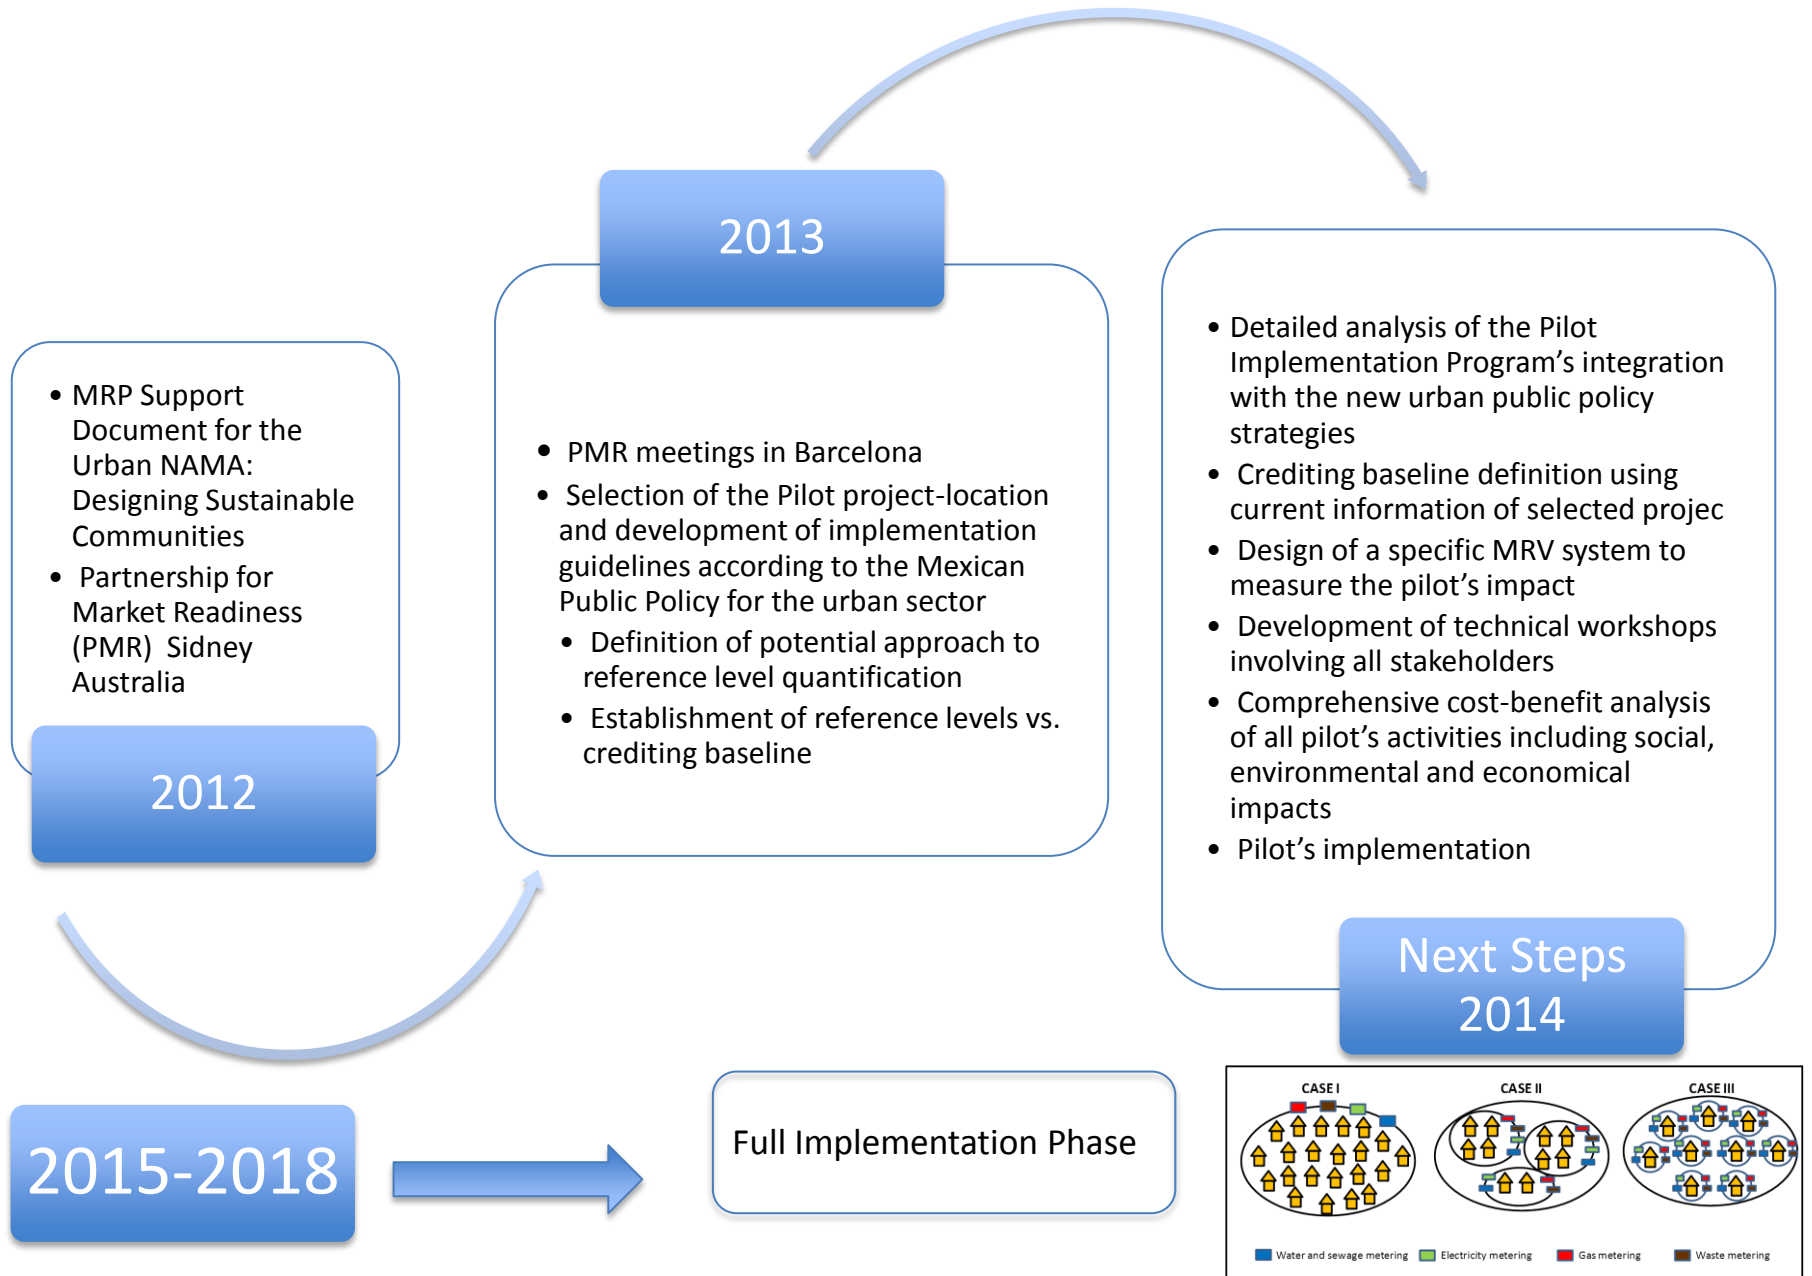 • MRP Support
Document for the
Urban NAMA:
Designing Sustainable
Communities
• Partnership for
Market Readiness
(PMR) Sidney
Australia
2012
2013
• PMR meetings in Barcelona
• Selection of the Pilot project-location
and development of implementation
guidelines according to the Mexican
Public Policy for the urban sector
• Definition of potential approach to
reference level quantification
• Establishment of reference levels vs.
crediting baseline
• Detailed analysis of the Pilot
Implementation Program’s integration
with the new urban public policy
strategies
• Crediting baseline definition using
current information of selected projec
• Design of a specific MRV system to
measure the pilot’s impact
• Development of technical workshops
involving all stakeholders
• Comprehensive cost-benefit analysis
of all pilot’s activities including social,
environmental and economical
impacts
• Pilot’s implementation
Next Steps
2014
2015-2018
Full Implementation Phase
CASE I
CASE II
CASE III
Water and sewage metering
Electricity metering
Gas metering
Waste metering